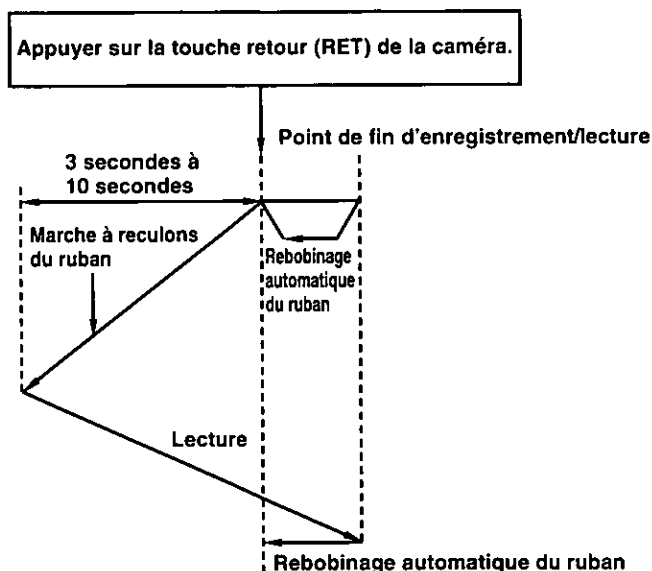 Appuyer sur la touche retour (RET) de la caméra.
Point de fin d'enregistrement/lecture
3 secondes à
10 secondes
Marche à reculons
du ruban
Rebobinage
automatique
du ruban
Lecture
Rebobinage automatique du ruban